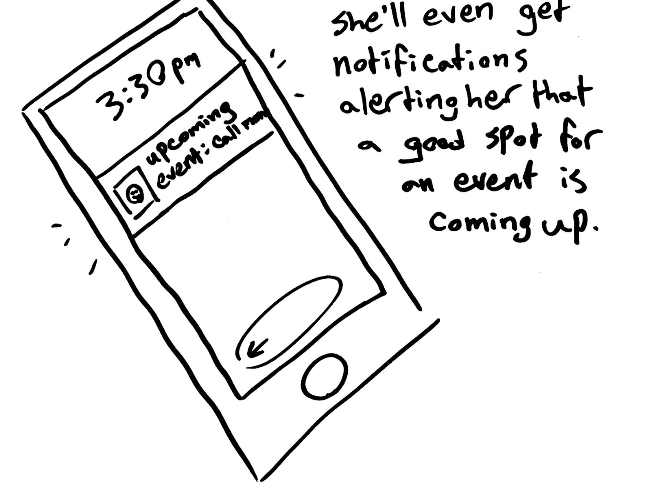 she'll even get
notifications
alerting her that
a good spot for
an event is
coming up.
3:30pm
upcoming
event: call mom